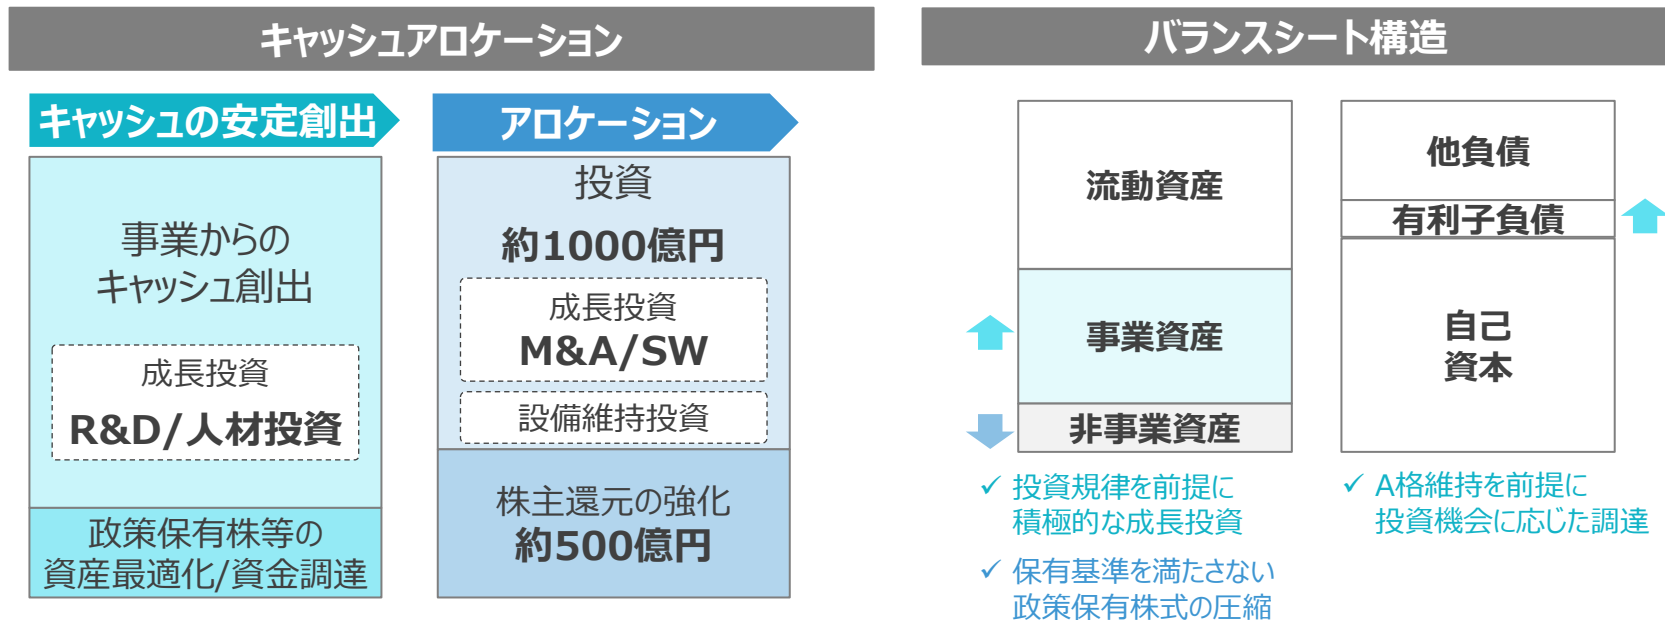 キャッシュアロケーション
キャッシュの安定創出
事業からの
キャッシュ創出
成長投資
R&D/人材投資
政策保有株等の
資産最適化/資金調達
アロケーション
投資
約1000億円
成長投資
M&A/SW
設備維持投資
株主還元の強化
約500億円
バランスシート構造
流動資産
事業資産
非事業資産
✓ 投資規律を前提に
積極的な成長投資
✓ 保有基準を満たさない
政策保有株式の圧縮
他負債
有利子負債
自己
資本
✓ A格維持を前提に
投資機会に応じた調達